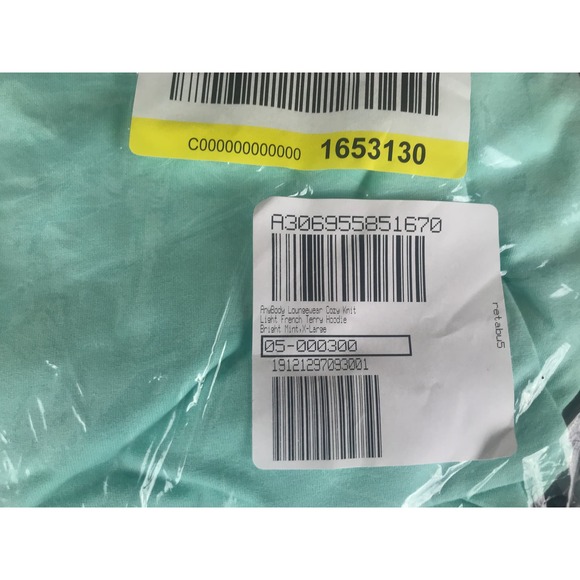 C000000000000 1653130
A306955851670
AnyBody Loungewear Cozy Knit
Light French Terry Hoodie
Bright Mint,X-Large
05-000300
19121297093001
retabu5